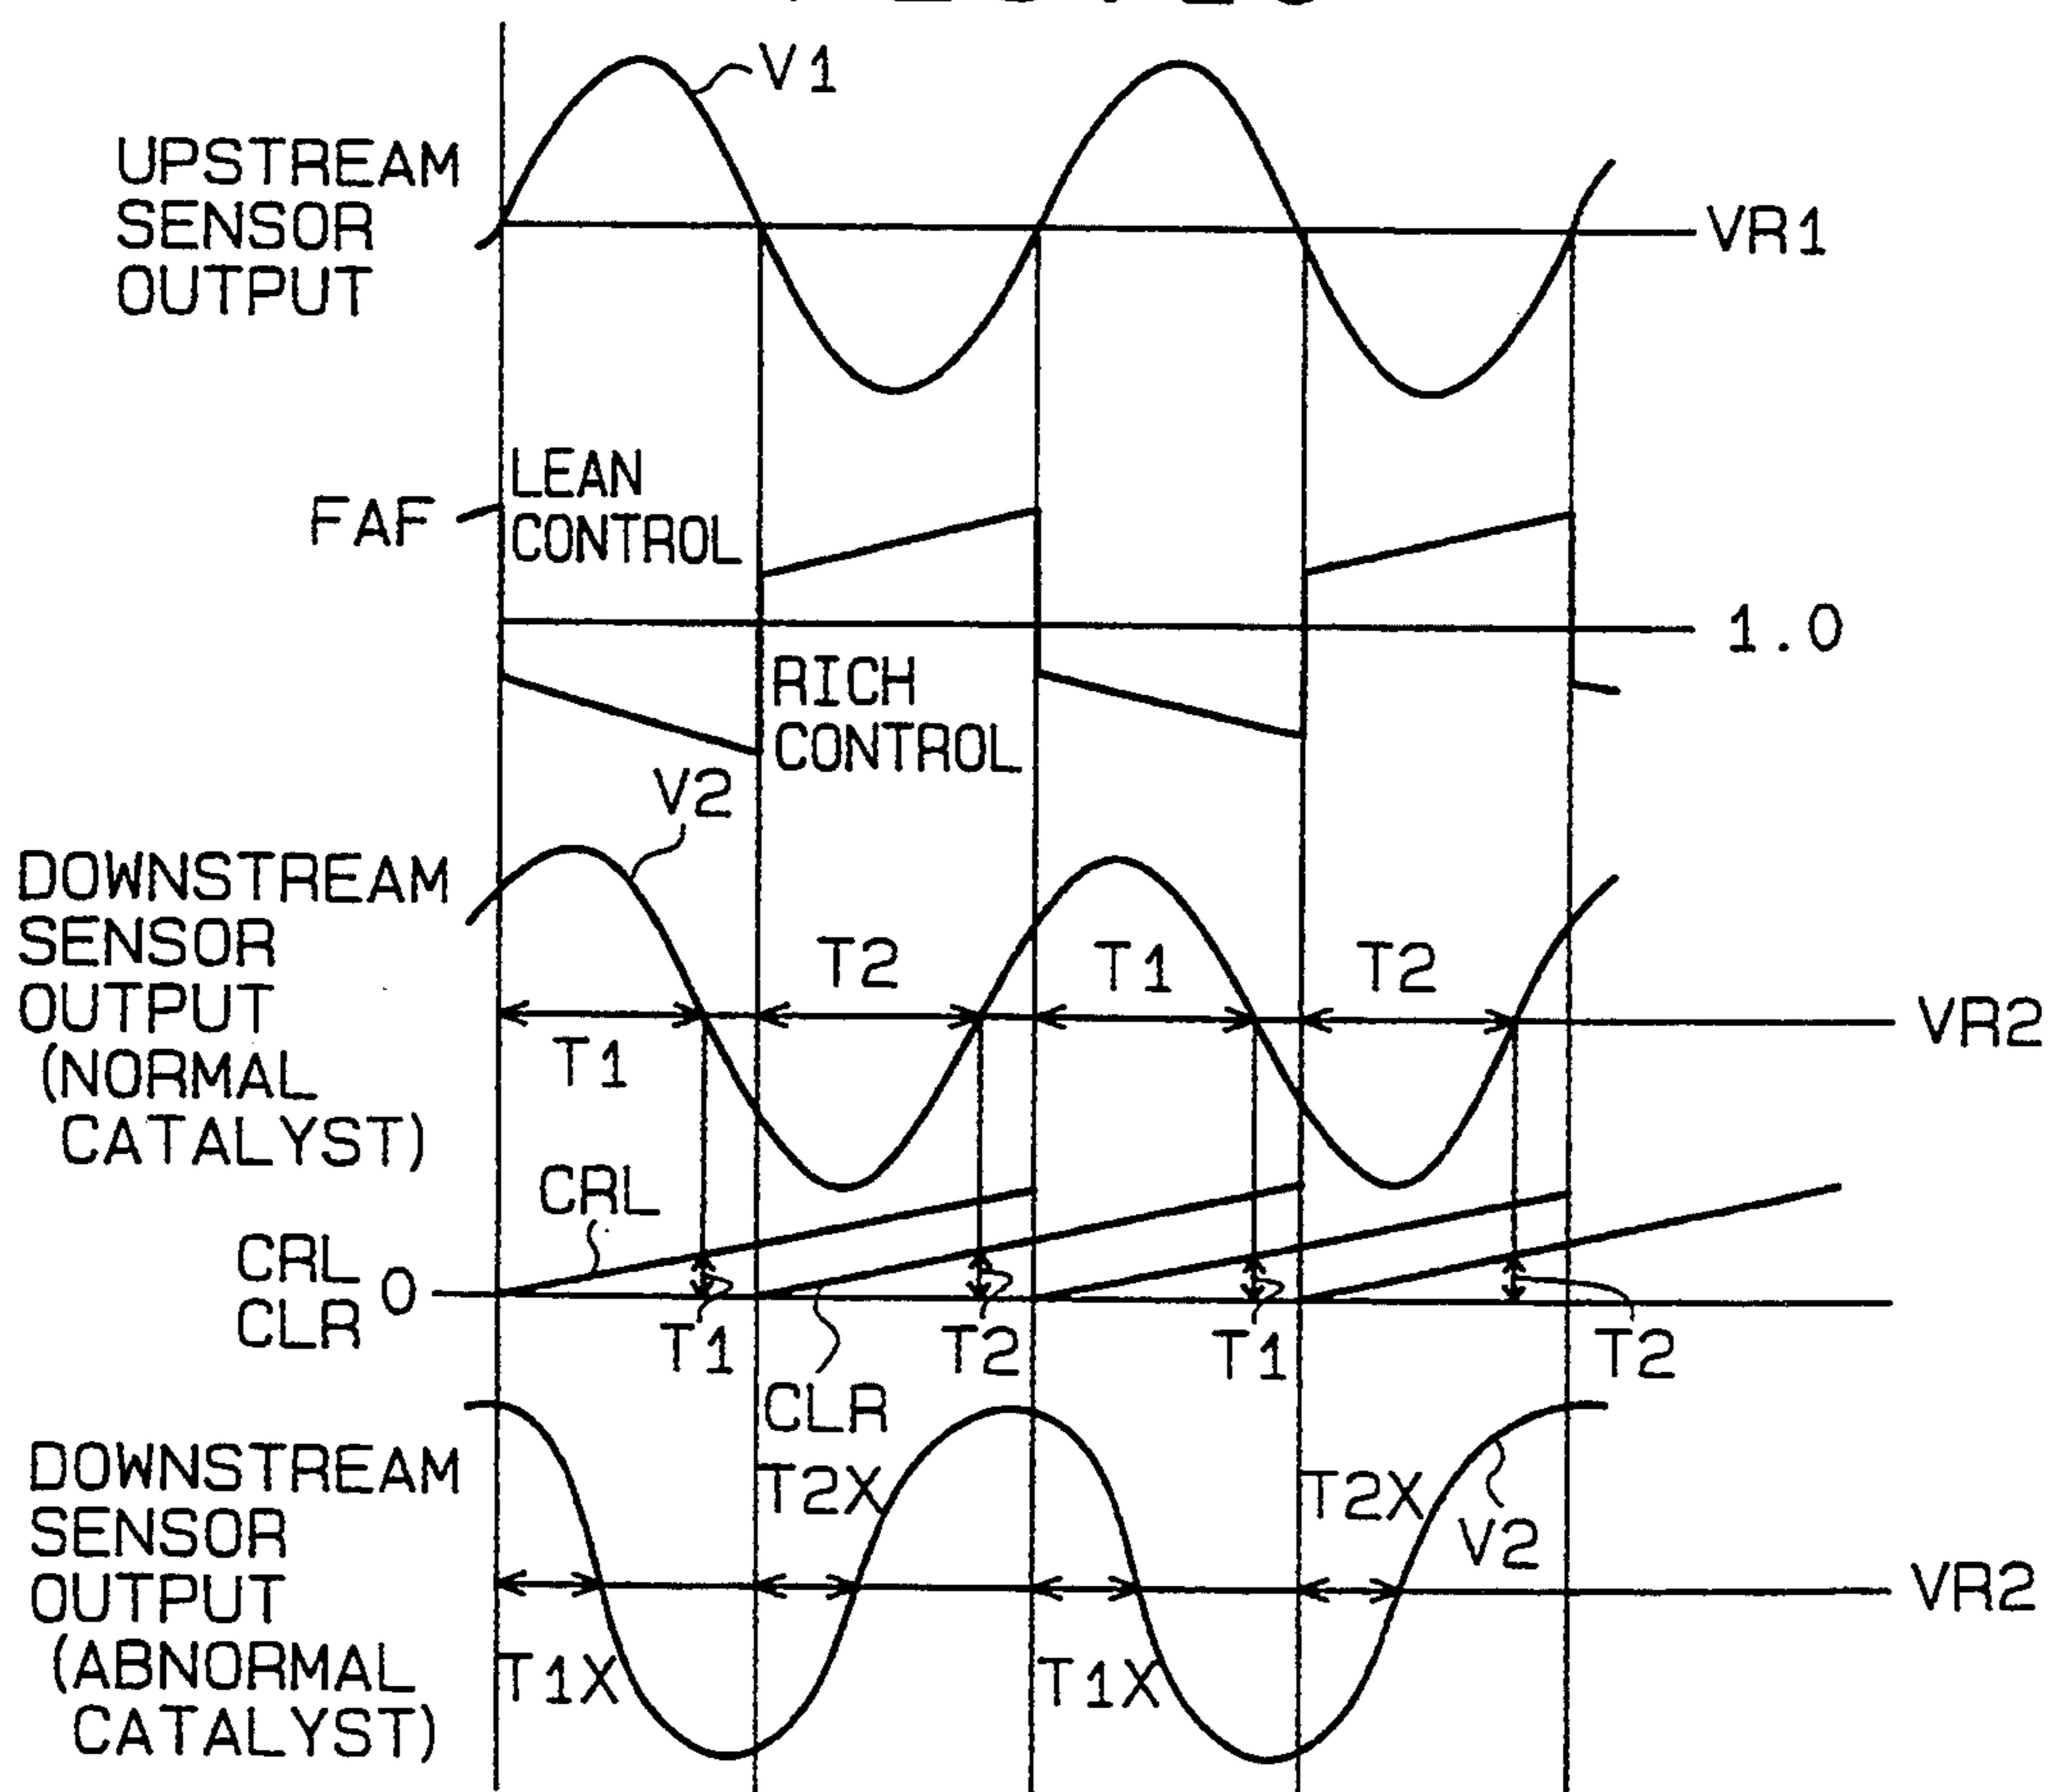 V1
UPSTREAM
SENSOR
OUTPUT
VR1
LEAN
CONTROL
FAF
1.0
RICH
CONTROL
V2
DOWNSTREAM
SENSOR
OUTPUT
(NORMAL
CATALYST)
T2
T1
T2
T1
VR2
CRL
CRL
CLR
0
T1
T2
T1
T2
CLR
DOWNSTREAM
SENSOR
OUTPUT
(ABNORMAL
CATALYST)
T2X
T2X
V2
VR2
T1X
T1X